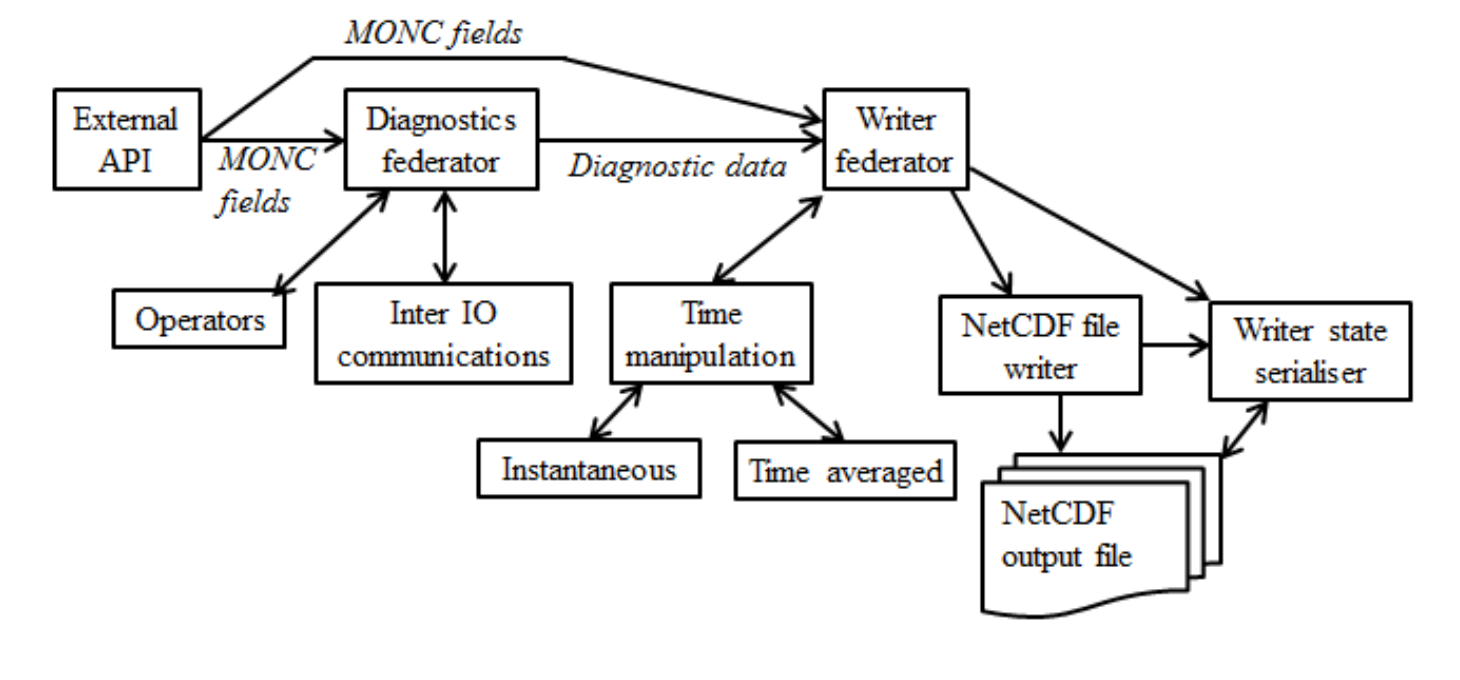 MONC fields
External
API
MONC
fields
Diagnostics
federator
Diagnostic data
Writer
federator
Operators
Inter IO
communications
Time
manipulation
NetCDF file
writer
Writer state
serialiser
Instantaneous
Time averaged
NetCDF
output file